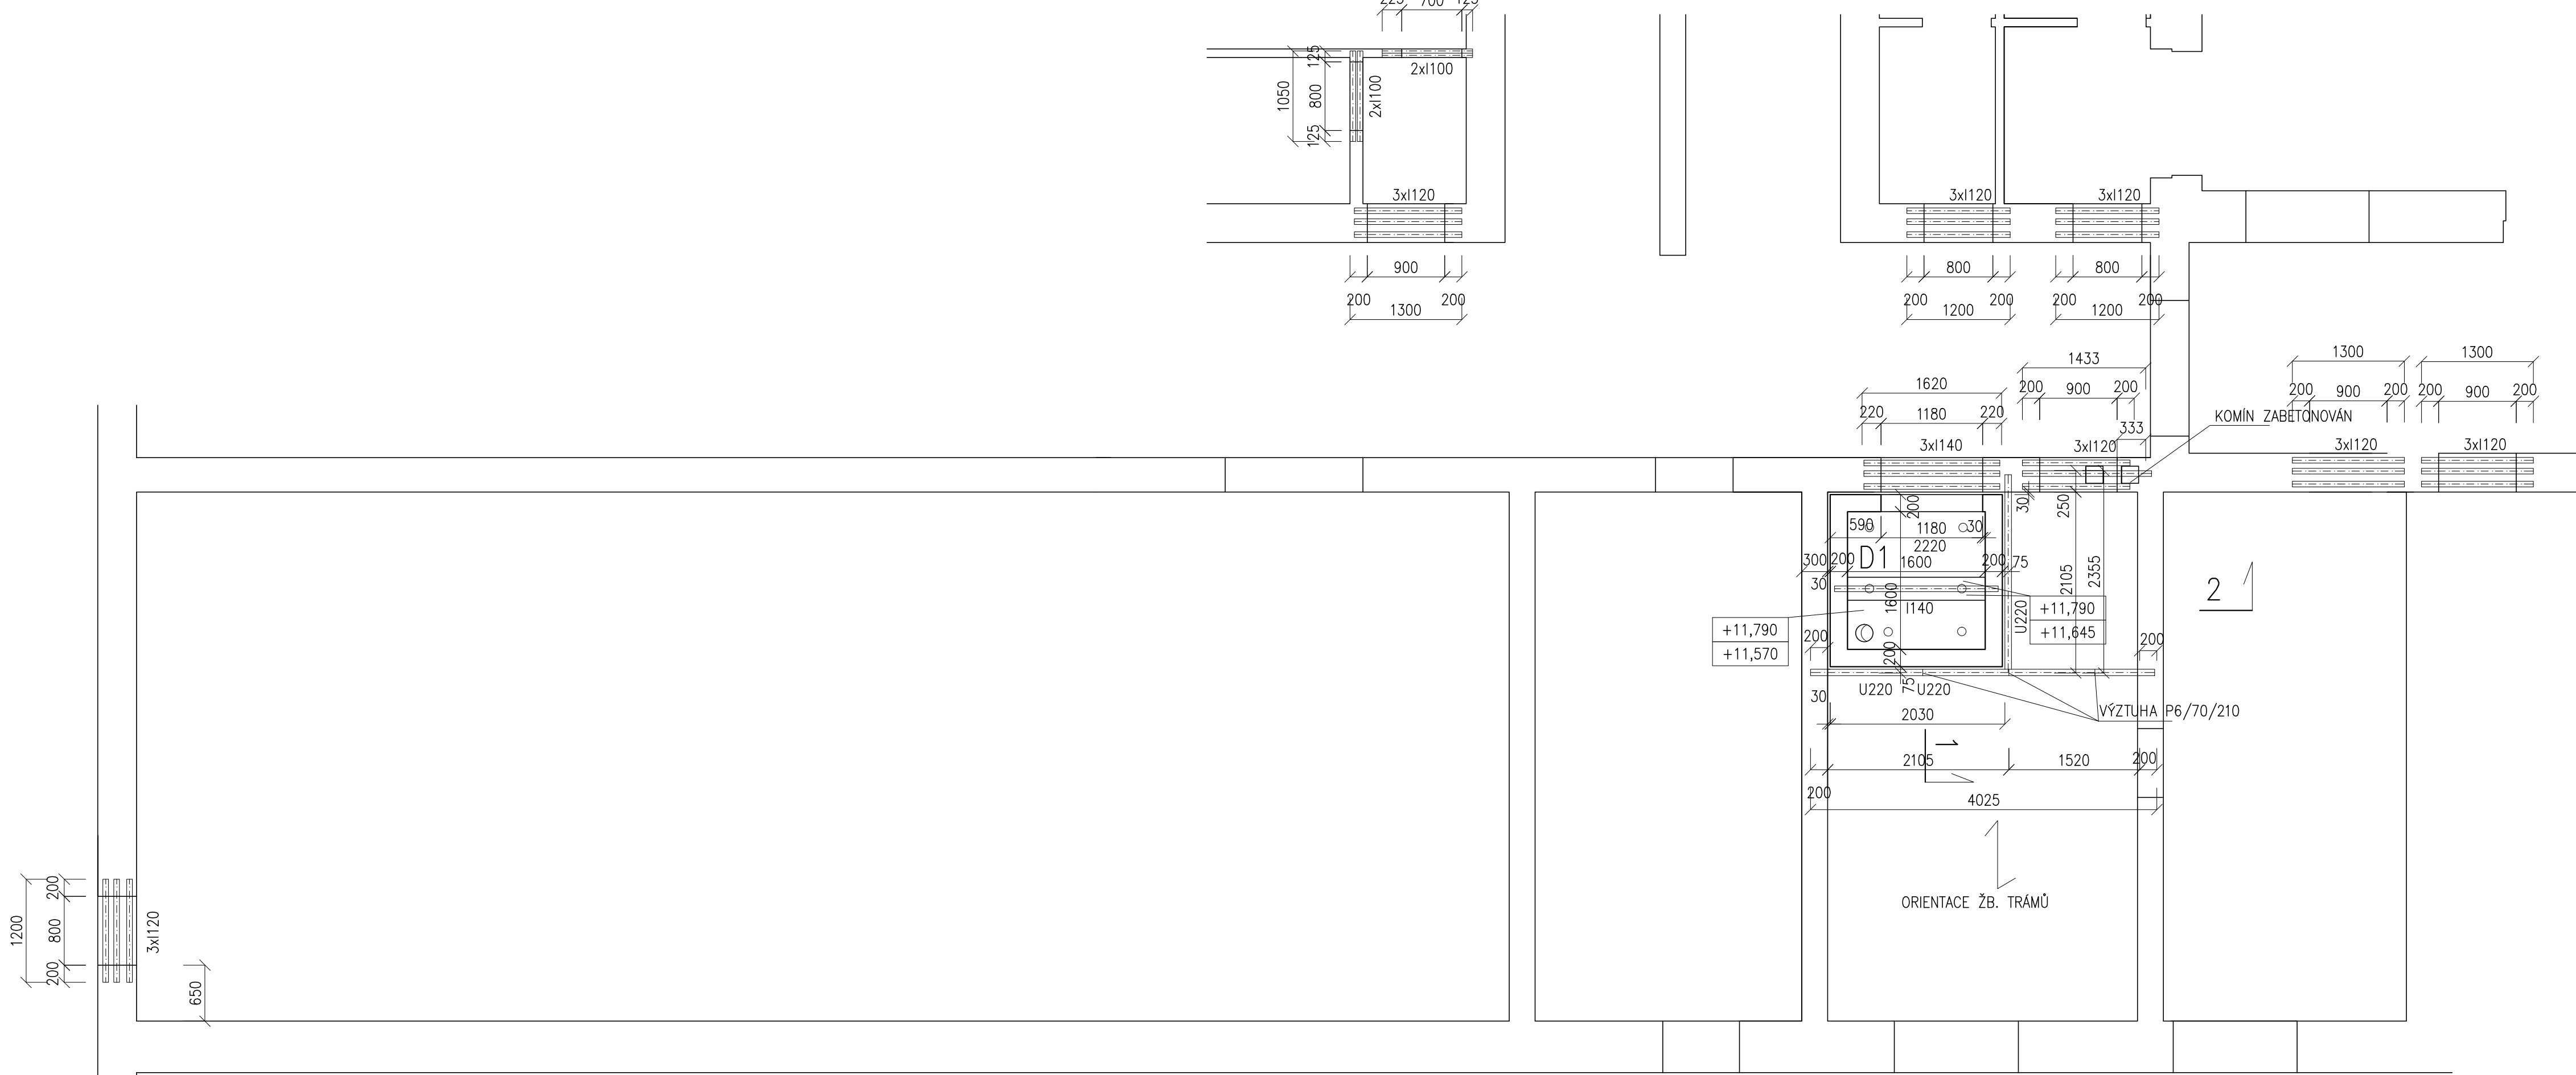 225 700 125
2xI100
125
800
1050
125
2xI100
3xI120
900
200 200
1300
3xI120
3xI120
800
200 200
1200
800
200 200
1200
1433
200 900 200
1620
220 1180 220
3xI140
3xI120
333
KOMÍN ZABETONOVÁN
1300
200 900 200
1300
200 900 200
3xI120
3xI120
200
30
250
590 1180 30
2220
D1
300 200 1600 200 75
30
1600
I140
U220
2105
2355
+11,790
+11,645
+11,790
+11,570
2
200
200
200
75
U220 U220
30
2030
VÝZTUHA P6/70/210
1
2105 1520 200
200
4025
ORIENTACE ŽB. TRÁMŮ
200
800
1200
200
3xI120
650